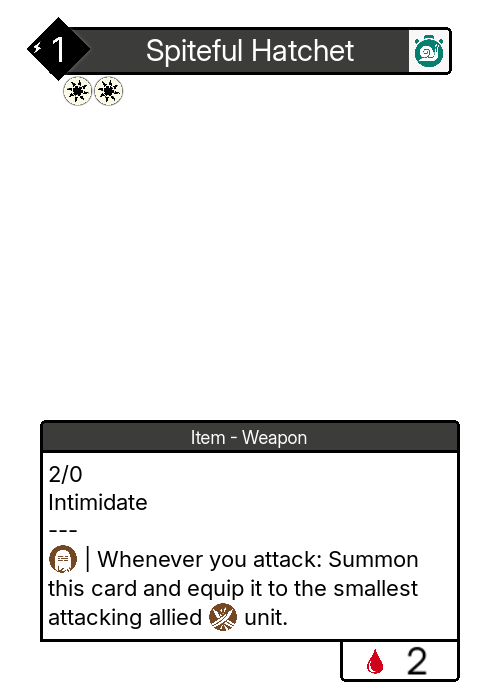 1
Spiteful Hatchet
Item - Weapon
2/0
Intimidate
---
| Whenever you attack: Summon
this card and equip it to the smallest
attacking allied unit.
2